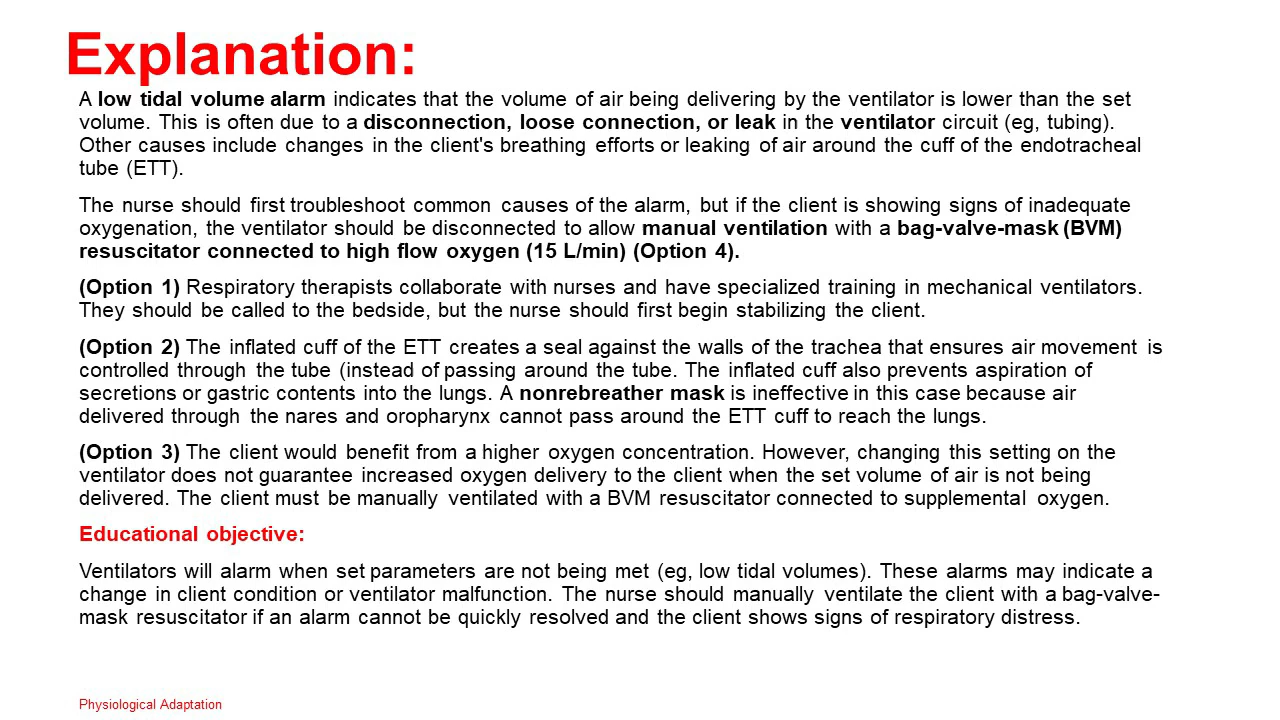 Explanation:
A low tidal volume alarm indicates that the volume of air being delivering by the ventilator is lower than the set
volume. This is often due to a disconnection, loose connection, or leak in the ventilator circuit (eg, tubing).
Other causes include changes in the client's breathing efforts or leaking of air around the cuff of the endotracheal
tube (ETT).
The nurse should first troubleshoot common causes of the alarm, but if the client is showing signs of inadequate
oxygenation, the ventilator should be disconnected to allow manual ventilation with a bag-valve-mask (BVM)
resuscitator connected to high flow oxygen (15 L/min) (Option 4).
(Option 1) Respiratory therapists collaborate with nurses and have specialized training in mechanical ventilators.
They should be called to the bedside, but the nurse should first begin stabilizing the client.
(Option 2) The inflated cuff of the ETT creates a seal against the walls of the trachea that ensures air movement is
controlled through the tube (instead of passing around the tube. The inflated cuff also prevents aspiration of
secretions or gastric contents into the lungs. A nonrebreather mask is ineffective in this case because air
delivered through the nares and oropharynx cannot pass around the ETT cuff to reach the lungs.
(Option 3) The client would benefit from a higher oxygen concentration. However, changing this setting on the
ventilator does not guarantee increased oxygen delivery to the client when the set volume of air is not being
delivered. The client must be manually ventilated with a BVM resuscitator connected to supplemental oxygen.
Educational objective:
Ventilators will alarm when set parameters are not being met (eg, low tidal volumes). These alarms may indicate a
change in client condition or ventilator malfunction. The nurse should manually ventilate the client with a bag-valve-
mask resuscitator if an alarm cannot be quickly resolved and the client shows signs of respiratory distress.
Physiological Adaptation